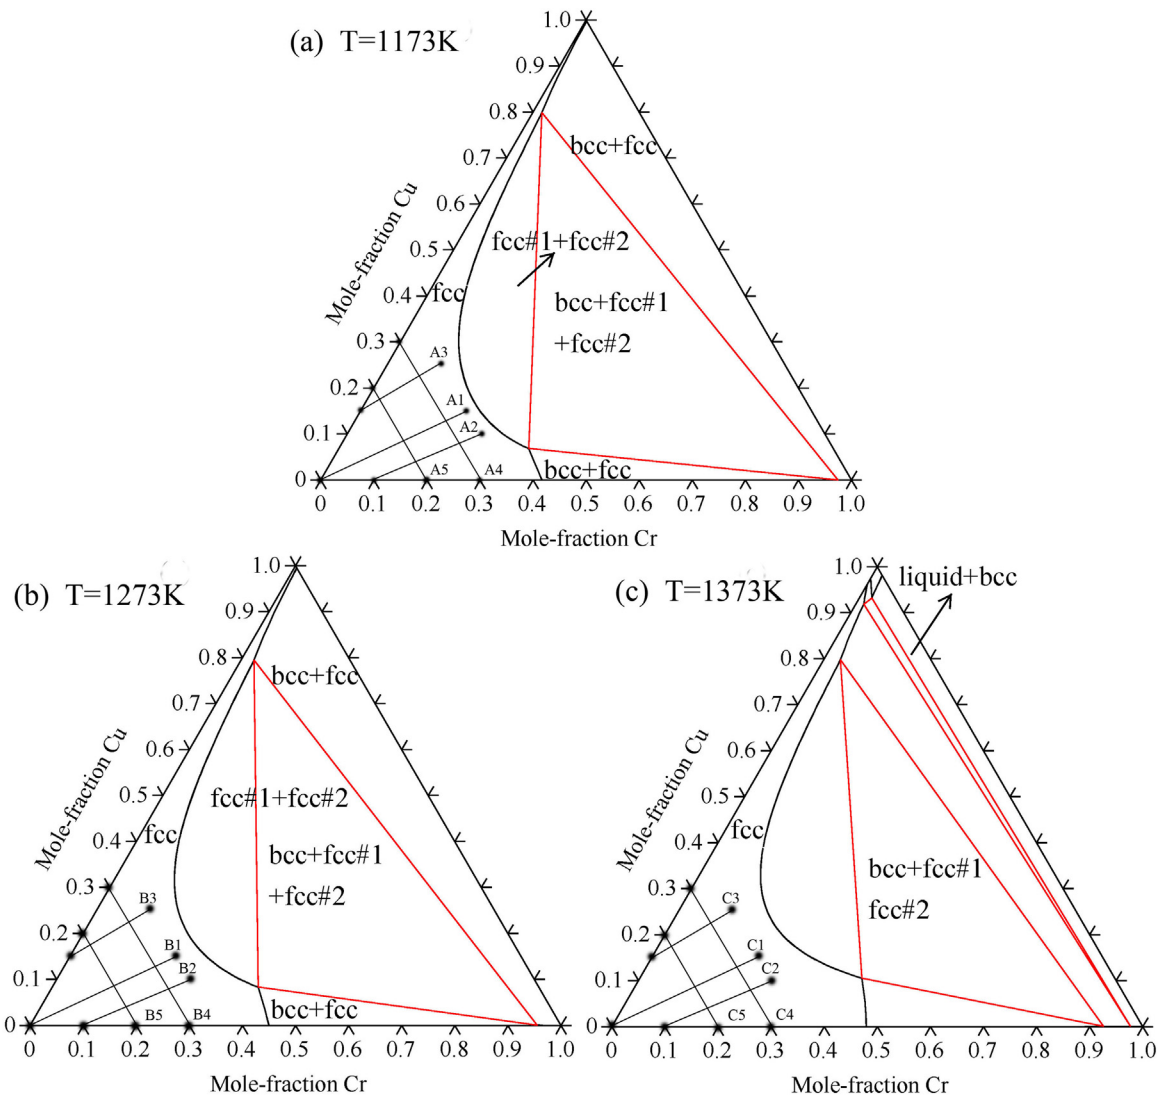 (a) T=1173K
1.0
0.9
0.8
bcc+fcc
0.7
0.6
Mole-fraction Cu
fcc#1+fcc#2
0.5
0.4
fcc
bcc+fcc#1
+fcc#2
0.3
A3
0.2
A1
A2
0.1
A5
A4
bcc+fcc
0
0 0.1 0.2 0.3 0.4 0.5 0.6 0.7 0.8 0.9 1.0
Mole-fraction Cr
(b) T=1273K
1.0
0.9
0.8
bcc+fcc
0.7
0.6
Mole-fraction Cu
0.5
fcc#1+fcc#2
0.4
fcc
bcc+fcc#1
+fcc#2
0.3
B3
0.2
B1
B2
0.1
B5
B4
bcc+fcc
0
0 0.1 0.2 0.3 0.4 0.5 0.6 0.7 0.8 0.9 1.0
Mole-fraction Cr
(c) T=1373K
1.0
liquid+bcc
0.9
0.8
0.7
0.6
Mole-fraction Cu
0.5
0.4
fcc
bcc+fcc#1
fcc#2
0.3
C3
0.2
C1
C2
0.1
C5
C4
0
0 0.1 0.2 0.3 0.4 0.5 0.6 0.7 0.8 0.9 1.0
Mole-fraction Cr